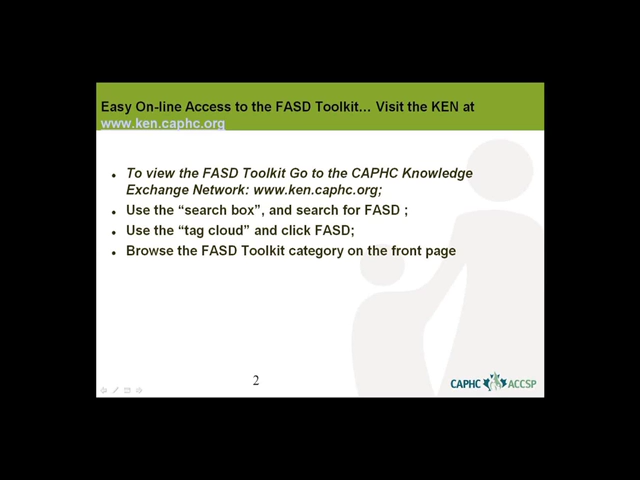 Easy On-line Access to the FASD Toolkit… Visit the KEN at
www.ken.caphc.org
• To view the FASD Toolkit Go to the CAPHC Knowledge
Exchange Network: www.ken.caphc.org;
• Use the “search box”, and search for FASD ;
• Use the “tag cloud” and click FASD;
• Browse the FASD Toolkit category on the front page
2
CAPHC ACCSP